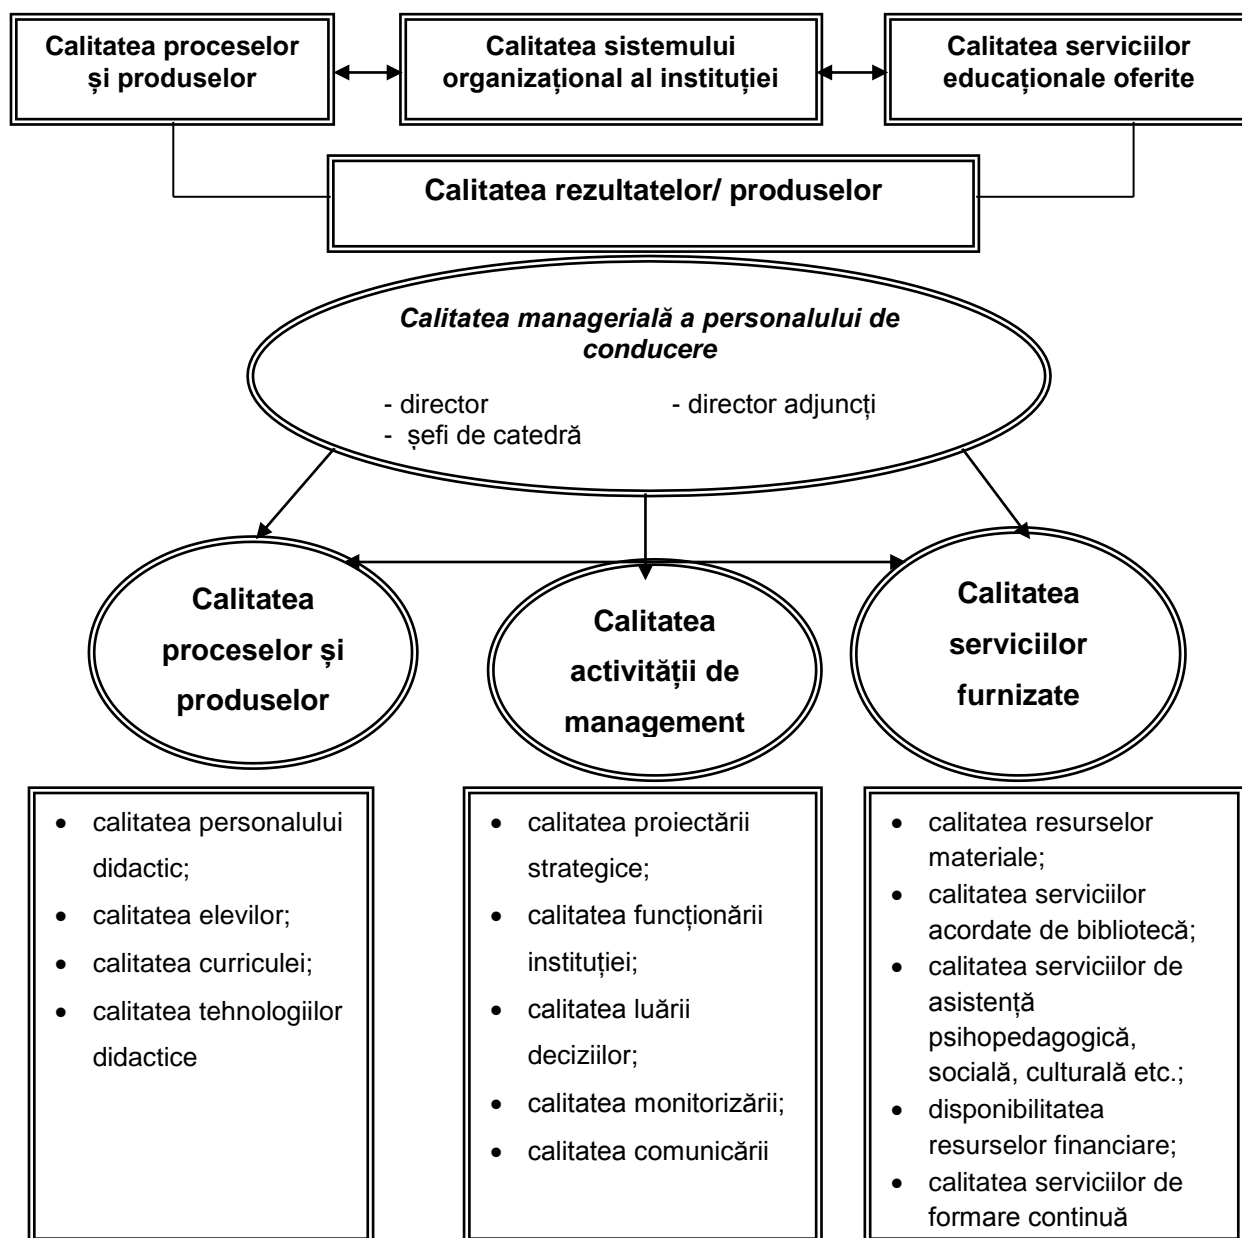 Calitatea proceselor
și produselor
Calitatea sistemului
organizațional al instituției
Calitatea serviciilor
educaționale oferite
Calitatea rezultatelor/ produselor
Calitatea managerială a personalului de
conducere
- director
- director adjuncți
- șefi de catedră
Calitatea
proceselor și
produselor
Calitatea
activității de
management
Calitatea
serviciilor
furnizate
• calitatea personalului
didactic;
• calitatea elevilor;
• calitatea curriculei;
• calitatea tehnologiilor
didactice
• calitatea proiectării
strategice;
• calitatea funcționării
instituției;
• calitatea luării
deciziilor;
• calitatea monitorizării;
• calitatea comunicării
• calitatea resurselor
materiale;
• calitatea serviciilor
acordate de bibliotecă;
• calitatea serviciilor de
asistență
psihopedagogică,
socială, culturală etc.;
• disponibilitatea
resurselor financiare;
• calitatea serviciilor de
formare continuă